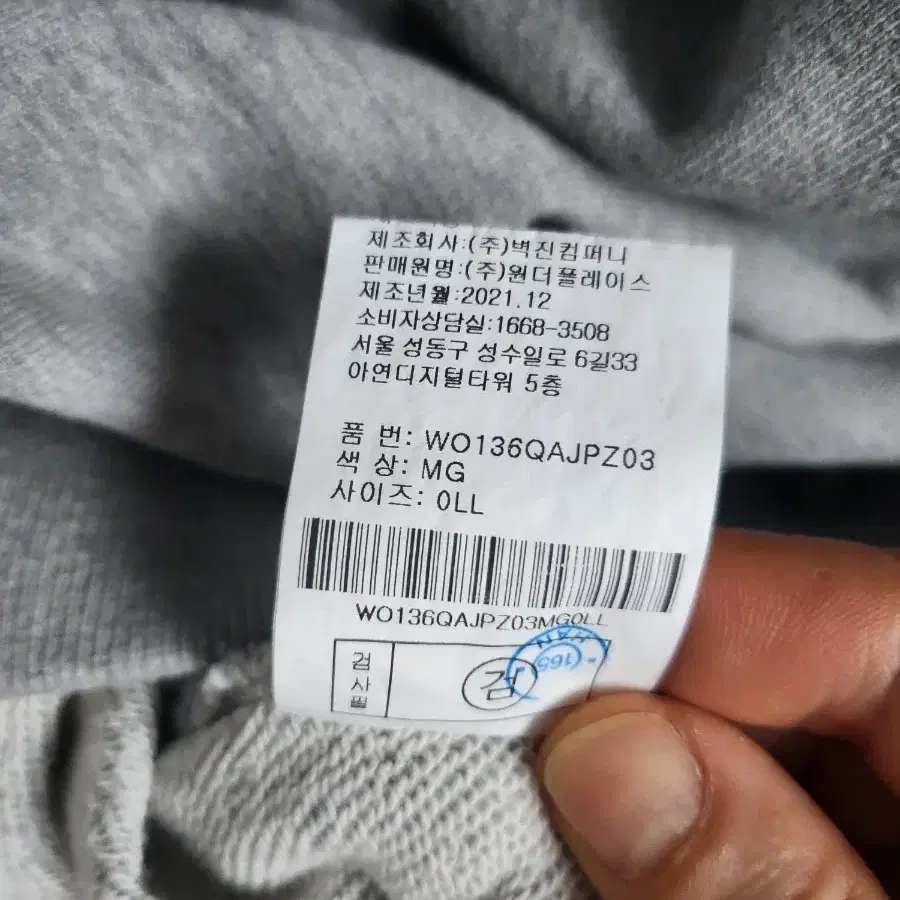 제조회사:(주)벽진컴퍼니
판매원명:(주)원더플레이스
제조년월:2021.12
소비자상담실:1668-3508
서울 성동구 성수일로 6길33
아연디지털타워 5층
품 번: WO136QAJPZ03
색 상: MG
사이즈: 0LL
WO136QAJPZ03MG0LL
검사필
검
165